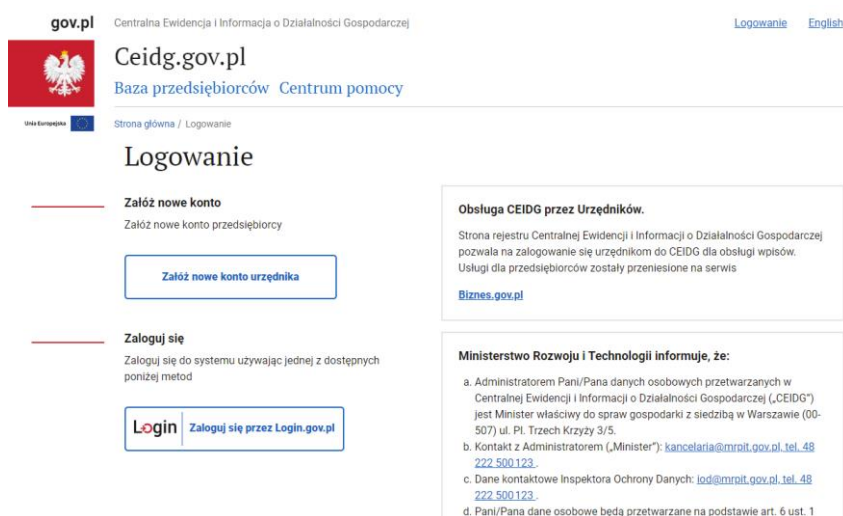 gov.pl
Centralna Ewidencja i Informacja o Działalności Gospodarczej
Logowanie
English
Ceidg.gov.pl
Baza przedsiębiorców Centrum pomocy
Unia Europejska
Strona główna / Logowanie
Logowanie
Załóż nowe konto
Załóż nowe konto przedsiębiorcy
Załóż nowe konto urzędnika
Zaloguj się
Zaloguj się do systemu używając jednej z dostępnych
poniżej metod
Login
Zaloguj się przez Login.gov.pl
Obsługa CEIDG przez Urzędników.
Strona rejestru Centralnej Ewidencji i Informacji o Działalności Gospodarczej
pozwala na zalogowanie się urzędnikom do CEIDG dla obsługi wpisów.
Usługi dla przedsiębiorców zostały przeniesione na serwis
Biznes.gov.pl
Ministerstwo Rozwoju i Technologii informuje, że:
a. Administratorem Pani/Pana danych osobowych przetwarzanych w
Centralnej Ewidencji i Informacji o Działalności Gospodarczej („CEIDG")
jest Minister właściwy do spraw gospodarki z siedzibą w Warszawie (00-
507) ul. Pl. Trzech Krzyży 3/5.
b. Kontakt z Administratorem („Minister"): kancelaria@mrpit.gov.pl, tel. 48
222 500123 .
c. Dane kontaktowe Inspektora Ochrony Danych: iod@mrpit.gov.pl, tel. 48
222 500123 .
d. Pani/Pana dane osobowe będą przetwarzane na podstawie art. 6 ust. 1